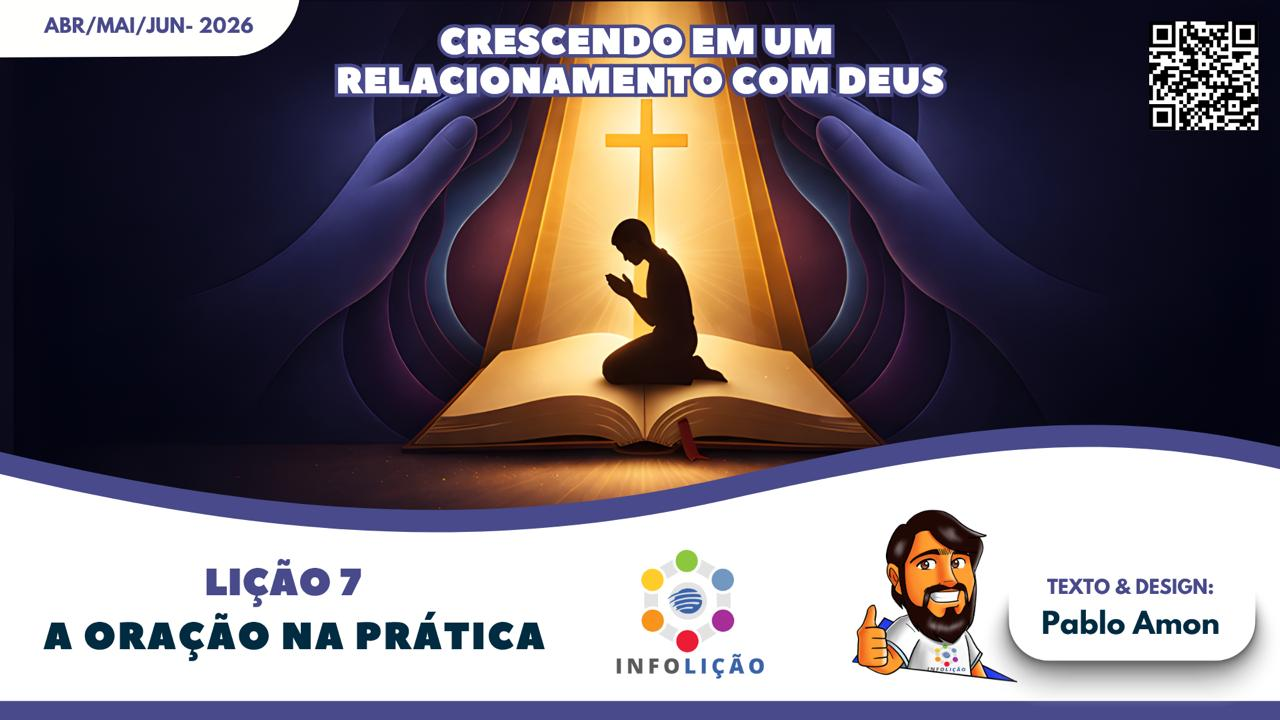 ABR/MAI/JUN- 2026
CRESCENDO EM UM
RELACIONAMENTO COM DEUS
LIÇÃO 7
A ORAÇÃO NA PRÁTICA
INFOLIÇÃO
INFOLIÇÃO
TEXTO & DESIGN:
Pablo Amon